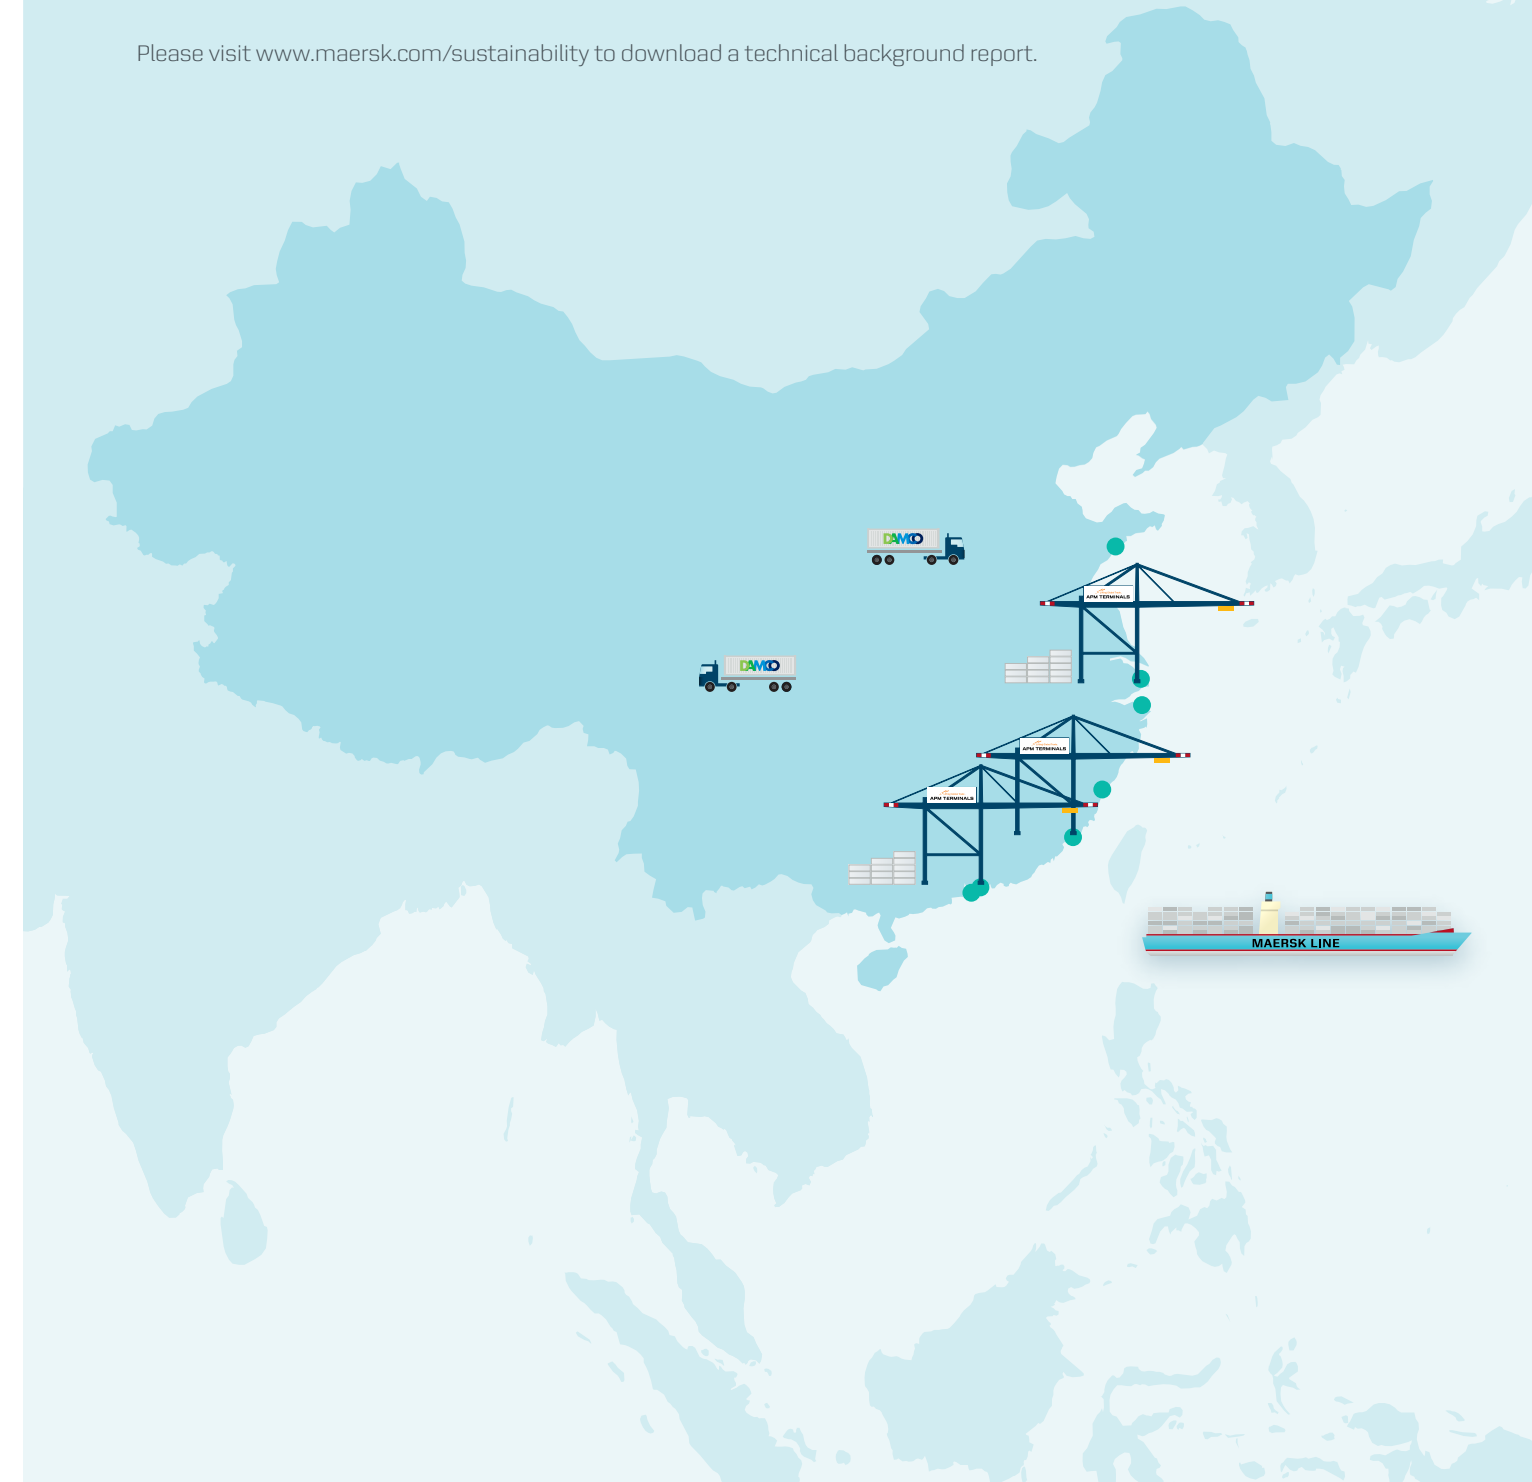 Please visit www.maersk.com/sustainability to download a technical background report.
DAMCO
APM TERMINALS
DAMCO
APM TERMINALS
APM TERMINALS
MAERSK LINE